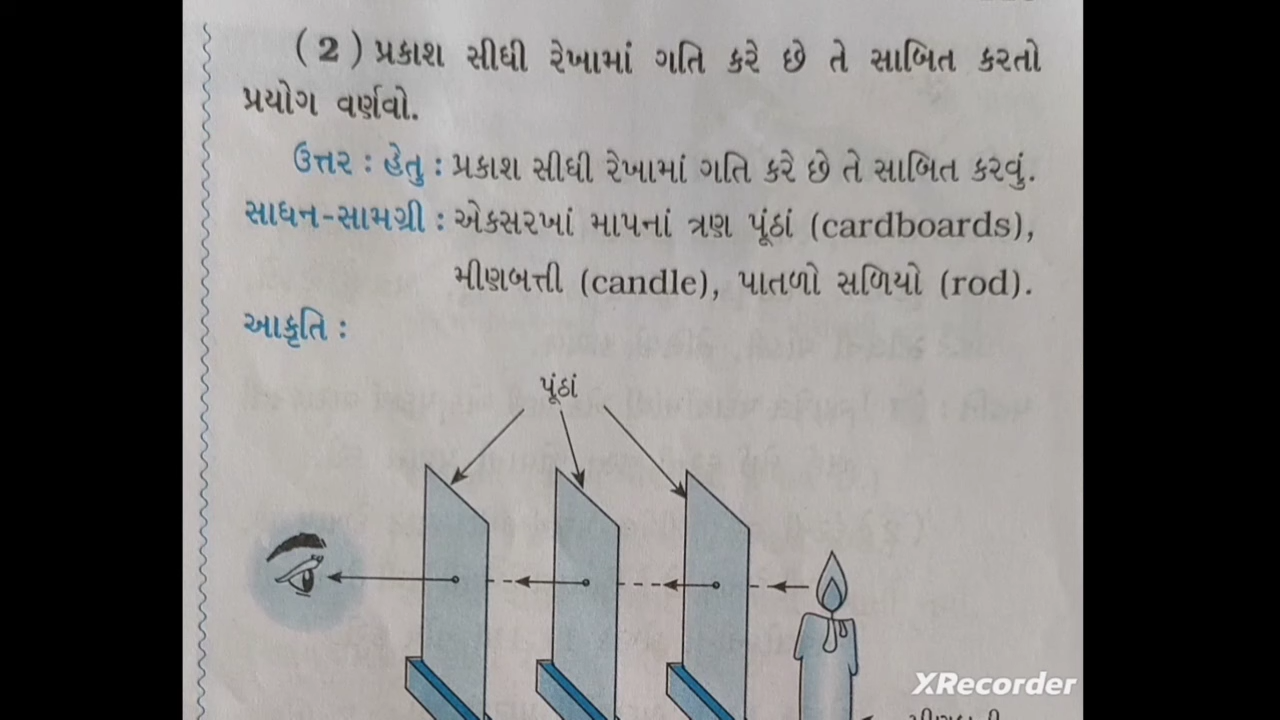 (2) પ્રકાશ સીધી રેખામાં ગતિ કરે છે તે સાબિત કરતો
પ્રયોગ વર્ણવો.
ઉત્તર : હેતુ : પ્રકાશ સીધી રેખામાં ગતિ કરે છે તે સાબિત કરવું.
સાધન-સામગ્રી : એકસરખાં માપનાં ત્રણ પૂંઠાં (cardboards),
મીણબત્તી (candle), પાતળો સળિયો (rod).
આકૃતિ :
પૂંઠાં
XRecorder